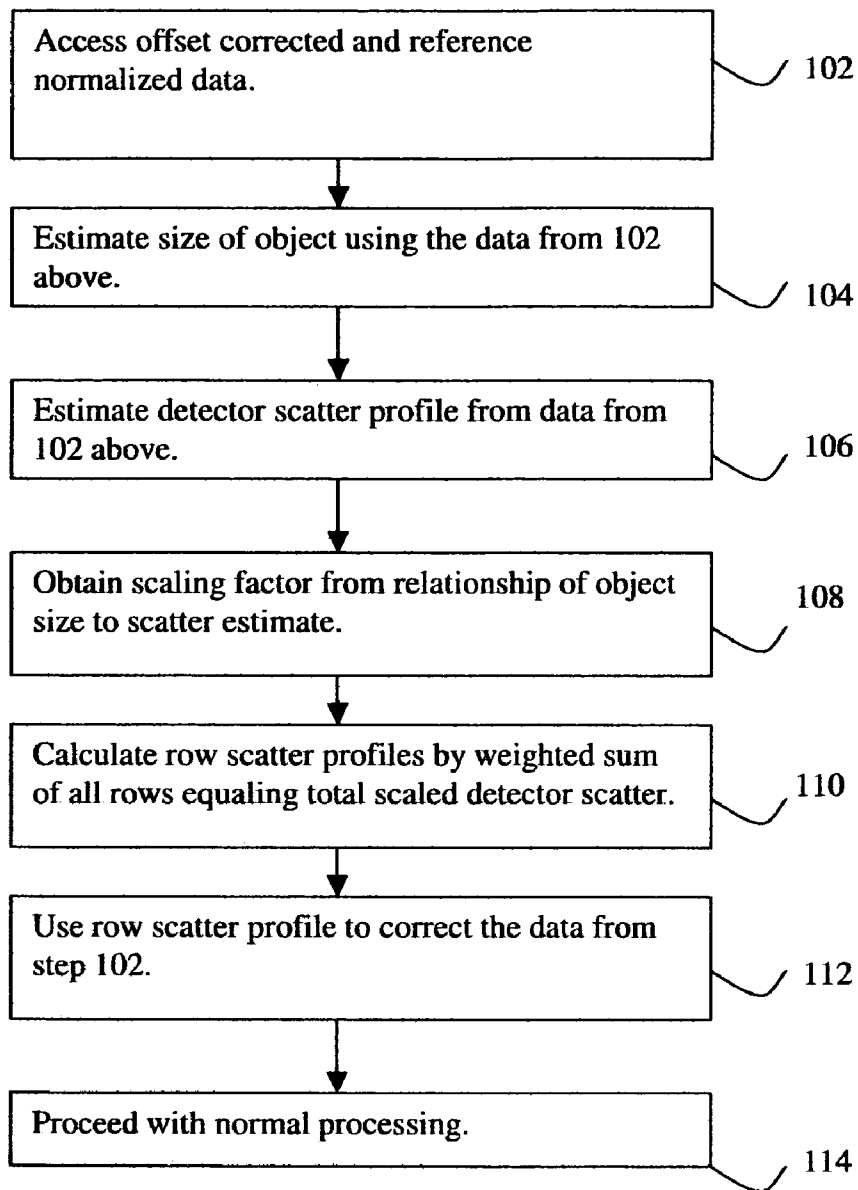 Access offset corrected and reference
normalized data.
102
Estimate size of object using the data from 102
above.
104
Estimate detector scatter profile from data from
102 above.
106
Obtain scaling factor from relationship of object
size to scatter estimate.
108
Calculate row scatter profiles by weighted sum
of all rows equaling total scaled detector scatter.
110
Use row scatter profile to correct the data from
step 102.
112
Proceed with normal processing.
114